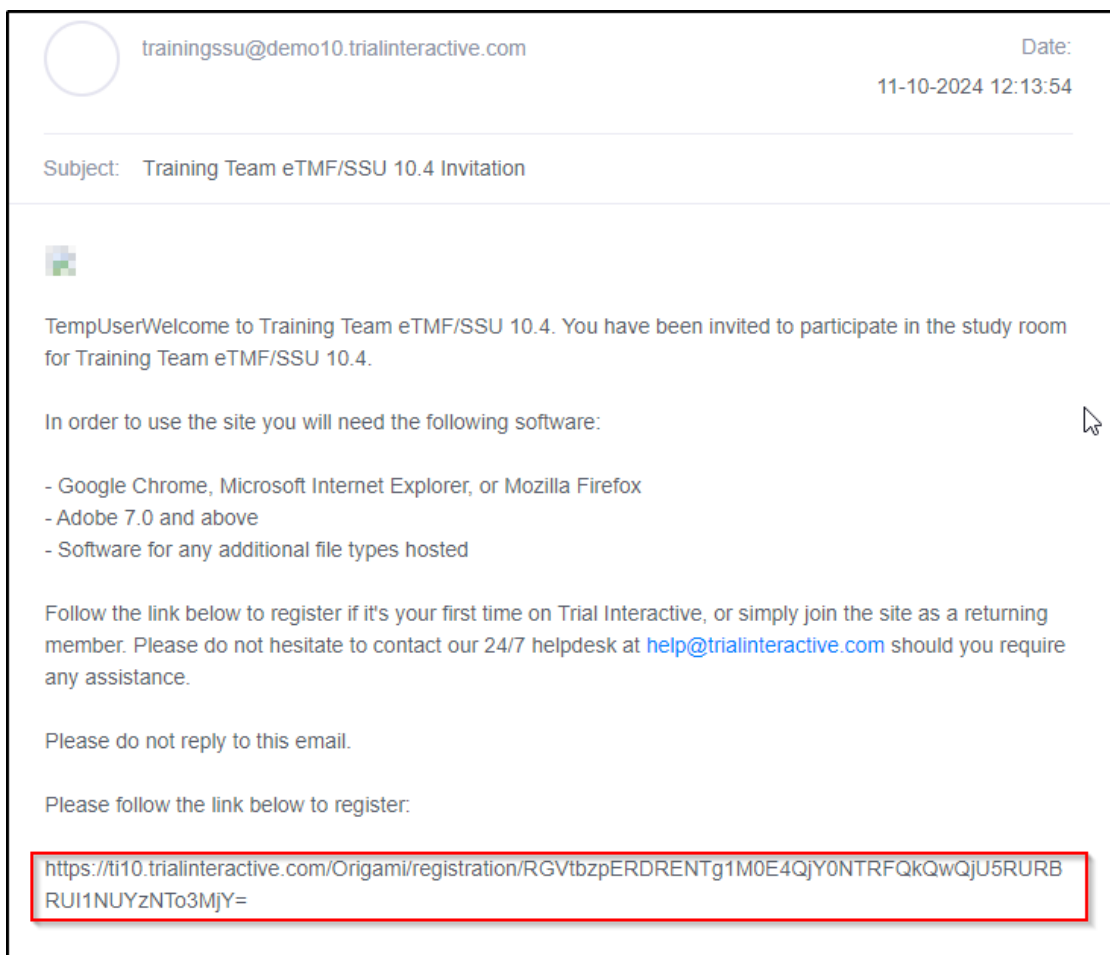 trainingssu@demo10.trialinteractive.com
Date:
11-10-2024 12:13:54
Subject: Training Team eTMF/SSU 10.4 Invitation
TempUserWelcome to Training Team eTMF/SSU 10.4. You have been invited to participate in the study room
for Training Team eTMF/SSU 10.4.
In order to use the site you will need the following software:
- Google Chrome, Microsoft Internet Explorer, or Mozilla Firefox
- Adobe 7.0 and above
- Software for any additional file types hosted
Follow the link below to register if it's your first time on Trial Interactive, or simply join the site as a returning
member. Please do not hesitate to contact our 24/7 helpdesk at help@trialinteractive.com should you require
any assistance.
Please do not reply to this email.
Please follow the link below to register:
https://ti10.trialinteractive.com/Origami/registration/RGVtbzpERDRENTg1M0E4QjY0NTRFQkQwQjU5RURB
RUI1NUYzNTo3MjY=